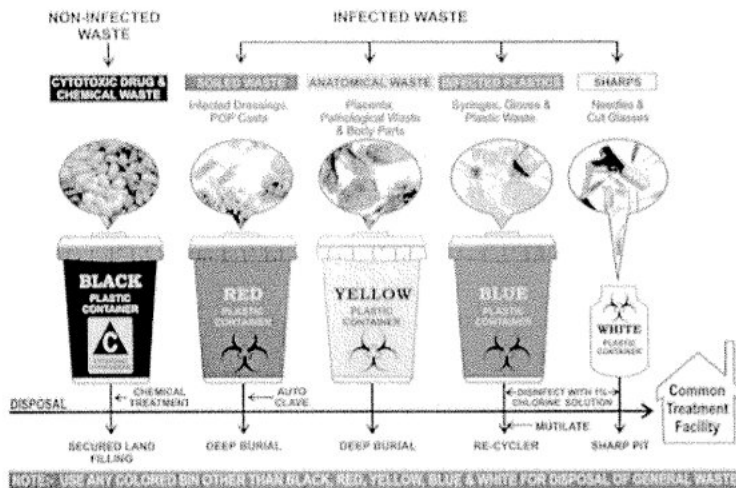 NON-INFECTED
WASTE
INFECTED WASTE
CYTOTOXIC DRUG &
CHEMICAL WASTE
SOILED WASTE
Infected Dressings,
POP Casts
ANATOMICAL WASTE
Placenta,
Pathological Waste
& Body Parts
INFECTED PLASTICS
Syringes, Gloves &
Plastic Waste
SHARPS
Needles &
Cut Glasses
BLACK
PLASTIC
CONTAINER
C
RED
PLASTIC
CONTAINER
YELLOW
PLASTIC
CONTAINER
BLUE
PLASTIC
CONTAINER
WHITE
PLASTIC
CONTAINER
DISPOSAL
CHEMICAL
TREATMENT
AUTO
CLAVE
DISINFECT WITH 1%
CHLORINE SOLUTION
MUTILATE
Common
Treatment
Facility
SECURED LAND
FILLING
DEEP BURIAL
DEEP BURIAL
RE-CYCLER
SHARP PIT
NOTE:- USE ANY COLORED BIN OTHER THAN BLACK, RED, YELLOW, BLUE & WHITE FOR DISPOSAL OF GENERAL WASTE